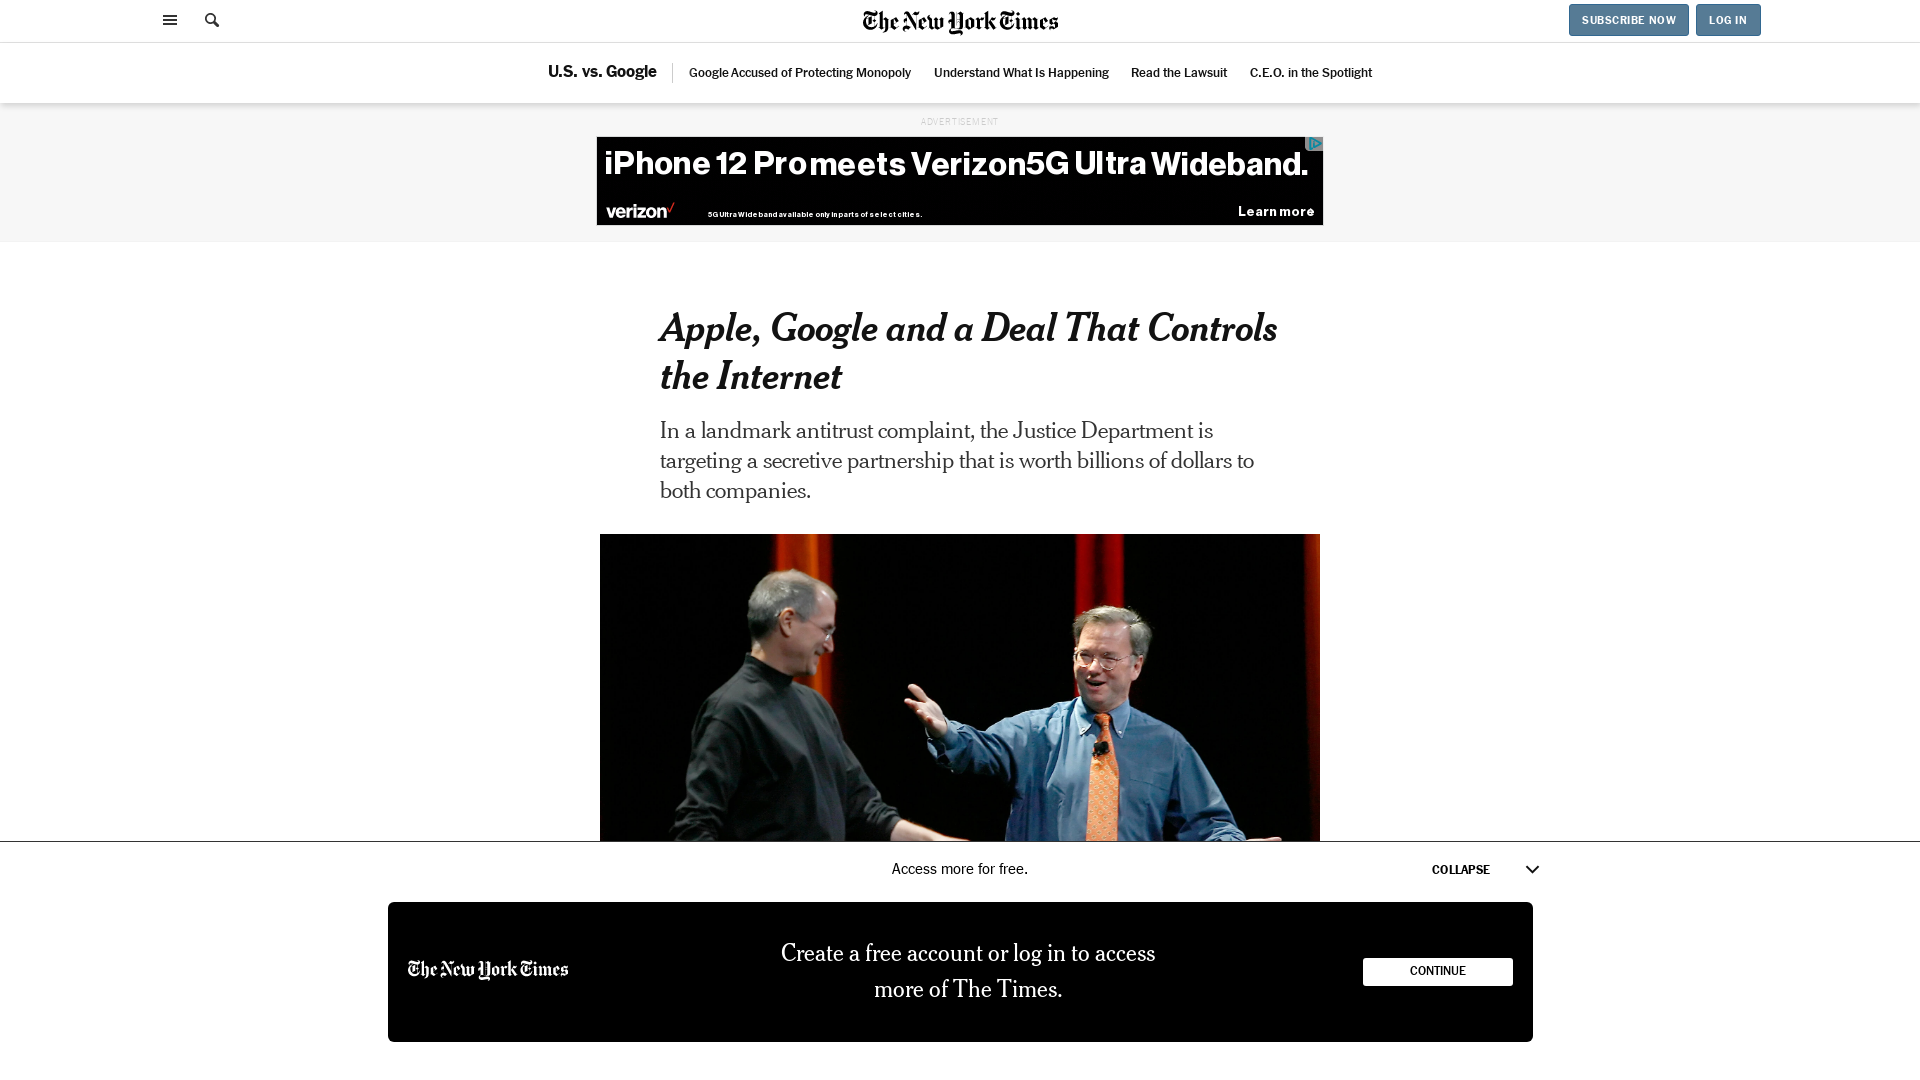 The New York Times
SUBSCRIBE NOW
LOG IN
U.S. vs. Google
Google Accused of Protecting Monopoly
Understand What Is Happening
Read the Lawsuit
C.E.O. in the Spotlight
ADVERTISEMENT
iPhone 12 Pro meets Verizon 5G Ultra Wideband.
verizon
5G Ultra Wideband available only in parts of select cities.
Learn more
Apple, Google and a Deal That Controls
the Internet
In a landmark antitrust complaint, the Justice Department is
targeting a secretive partnership that is worth billions of dollars to
both companies.
Access more for free.
COLLAPSE
The New York Times
Create a free account or log in to access
more of The Times.
CONTINUE